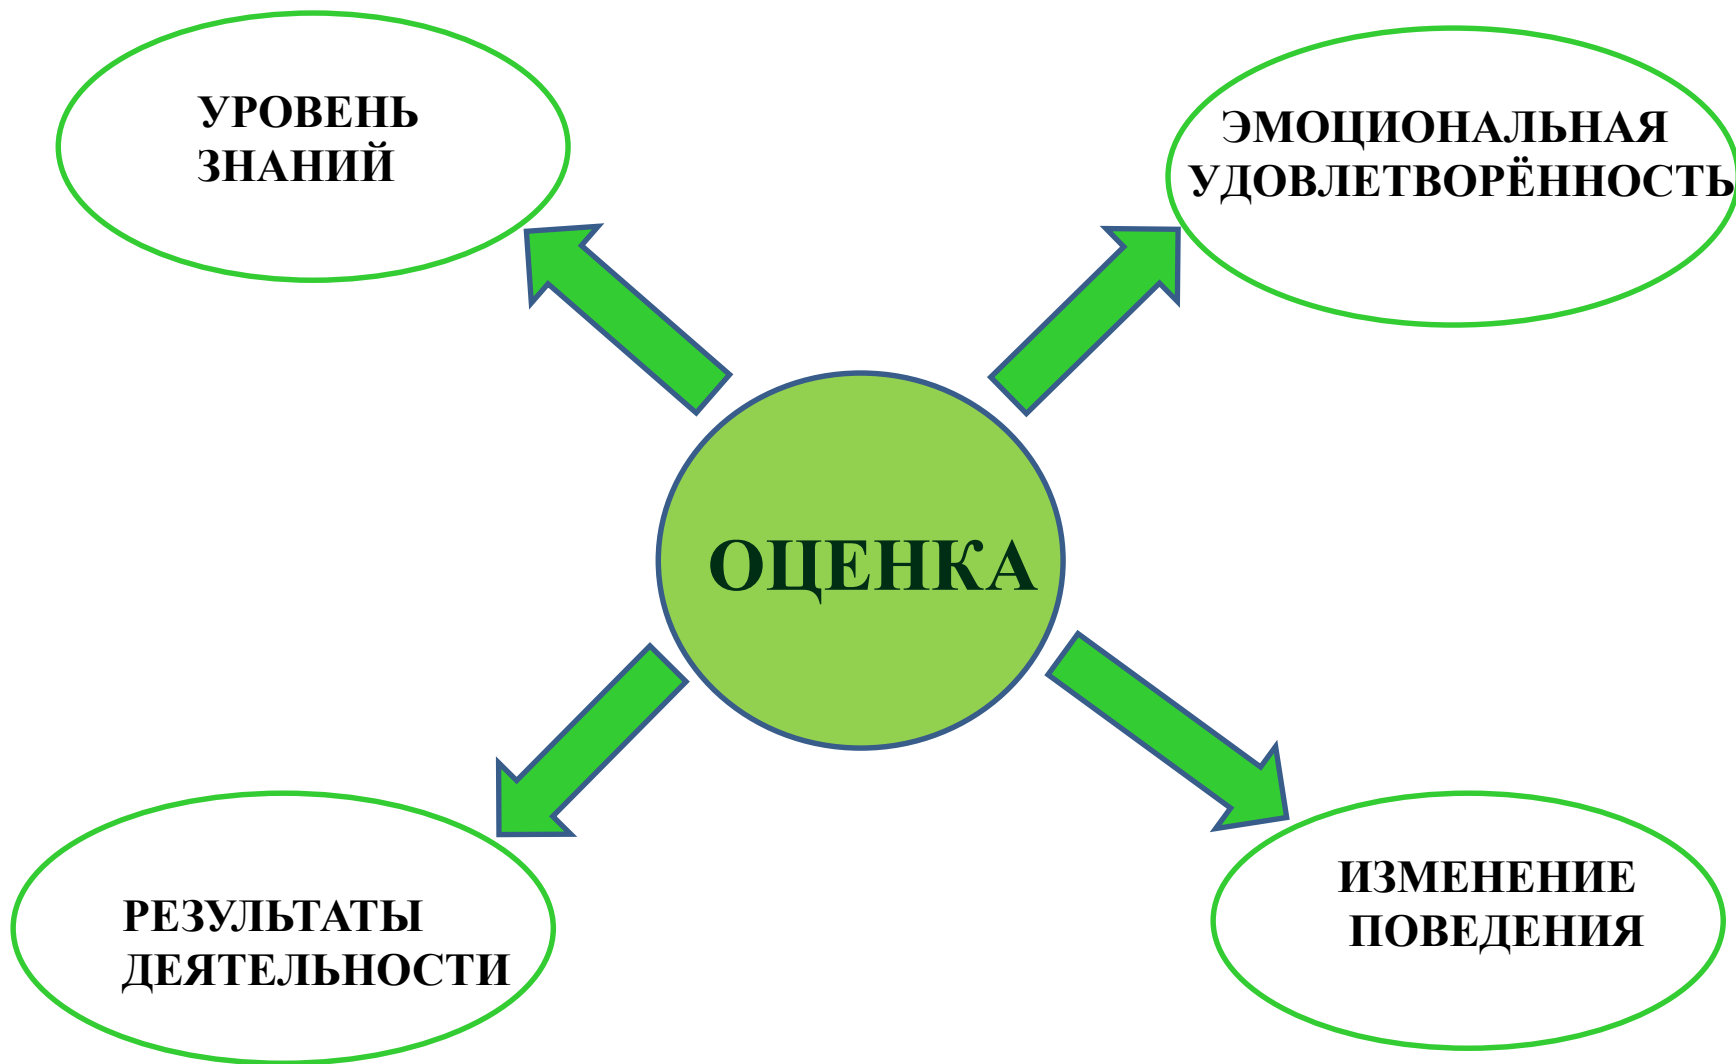 УРОВЕНЬ
ЗНАНИЙ
ЭМОЦИОНАЛЬНАЯ
УДОВЛЕТВОРЁННОСТЬ
ОЦЕНКА
РЕЗУЛЬТАТЫ
ДЕЯТЕЛЬНОСТИ
ИЗМЕНЕНИЕ
ПОВЕДЕНИЯ